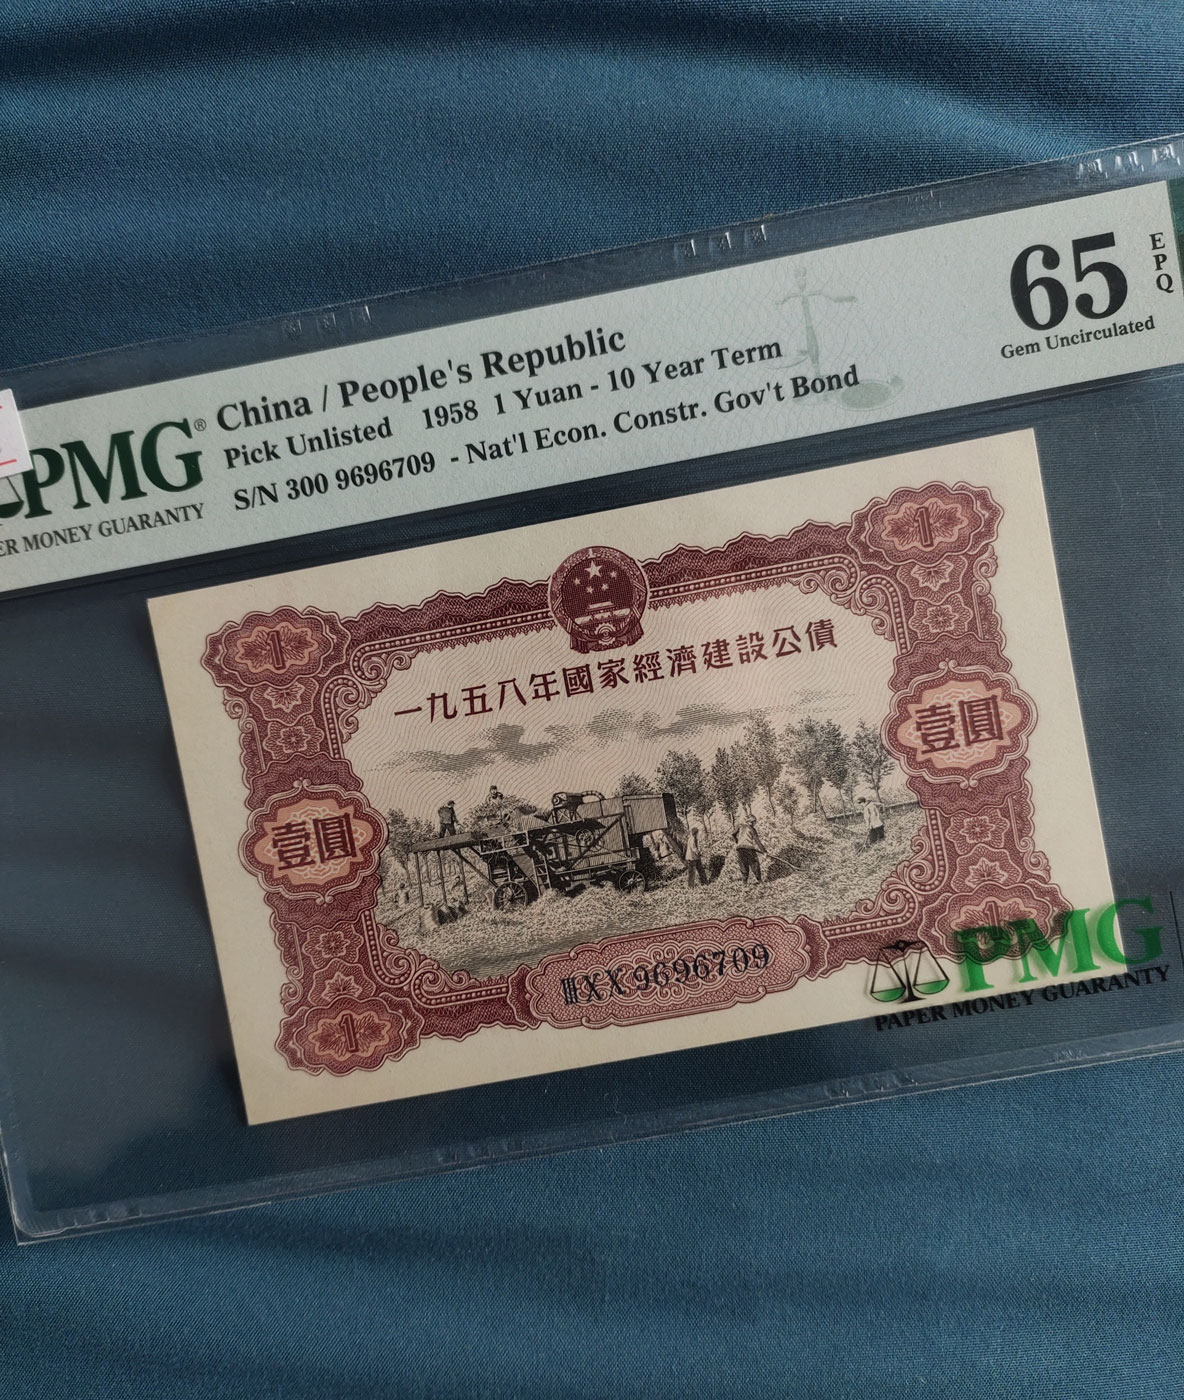 PMG®
PER MONEY GUARANTY
China / People's Republic
Pick Unlisted 1958 1 Yuan - 10 Year Term
S/N 300 9696709 - Nat'l Econ. Constr. Gov't Bond
65
EPQ
Gem Uncirculated
1
1
一九五八年國家經濟建設公債
壹圓
壹圓
ⅢXX 9696709
1
1
PMG
PAPER MONEY GUARANTY